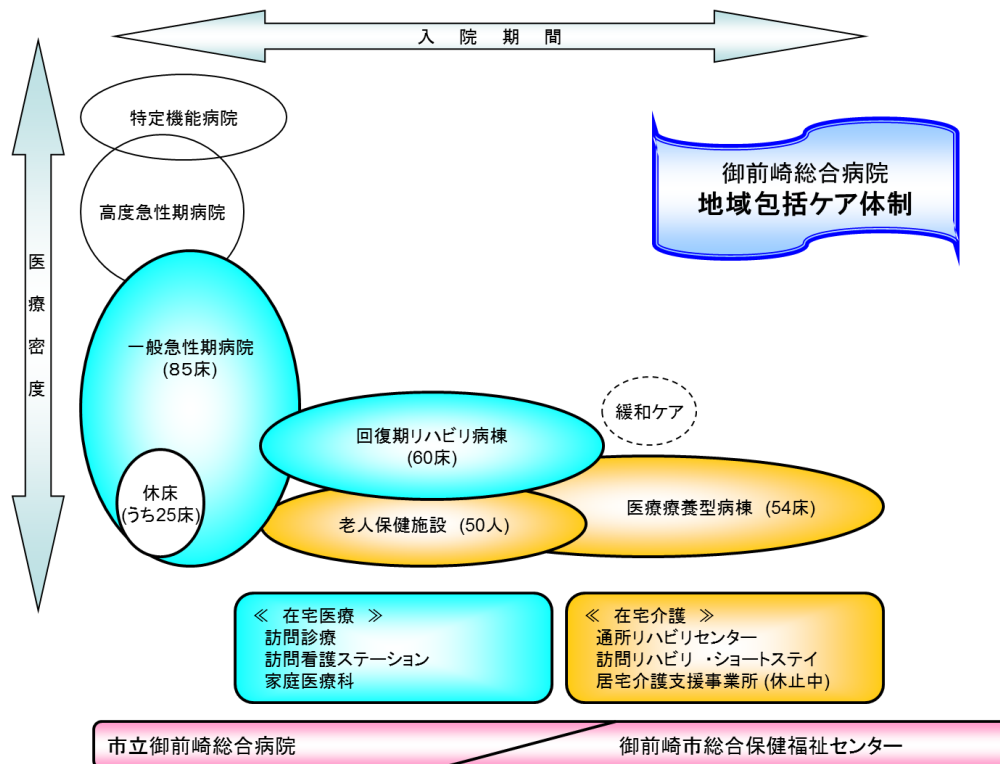 入院期間
特定機能病院
御前崎総合病院
地域包括ケア体制
高度急性期病院
医療密度
一般急性期病院
(85床)
緩和ケア
回復期リハビリ病棟
(60床)
休床
(うち25床)
老人保健施設 (50人)
医療療養型病棟 (54床)
≪ 在宅医療 ≫
訪問診療
訪問看護ステーション
家庭医療科
≪ 在宅介護 ≫
通所リハビリセンター
訪問リハビリ ・ショートステイ
居宅介護支援事業所 (休止中)
市立御前崎総合病院
御前崎市総合保健福祉センター